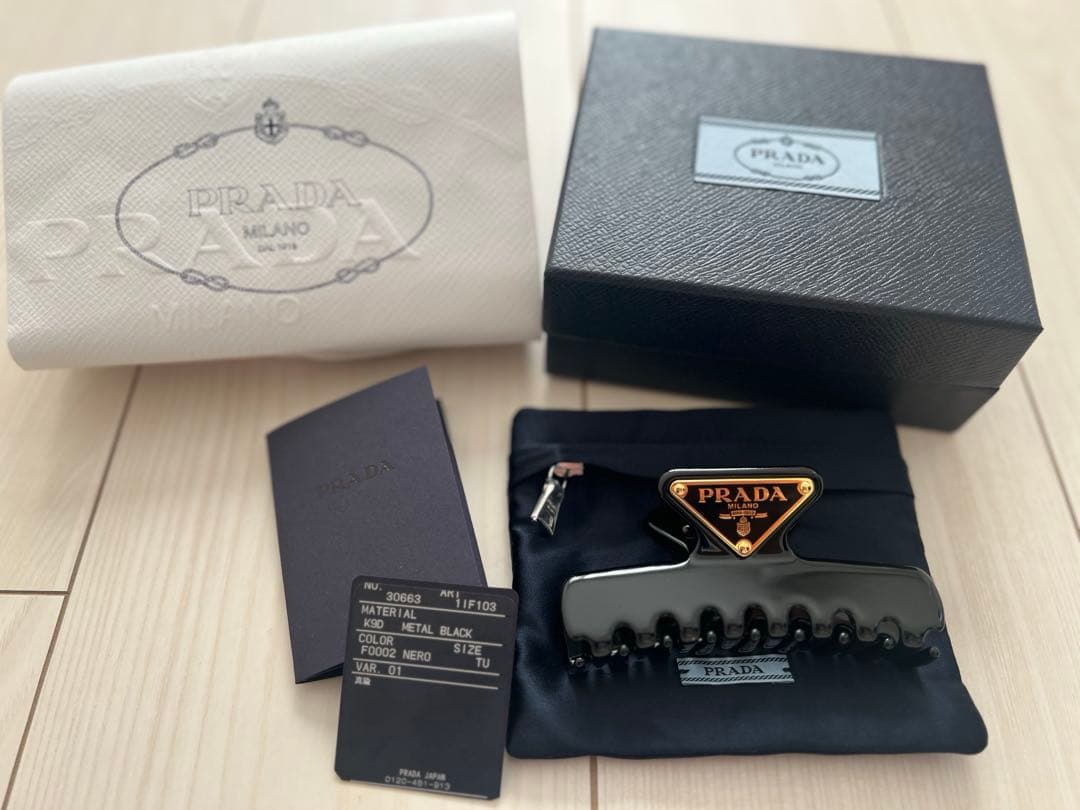 PRADA
MILANO
DAL 1913
PRADA
MILANO
PRADA
MILANO
PRADA
PRADA
MILANO
PRADA
NO. 30663 ART 1IF103
MATERIAL
K9D METAL BLACK
COLOR SIZE
F0002 NERO TU
VAR. 01
PRADA JAPAN
0120-451-913